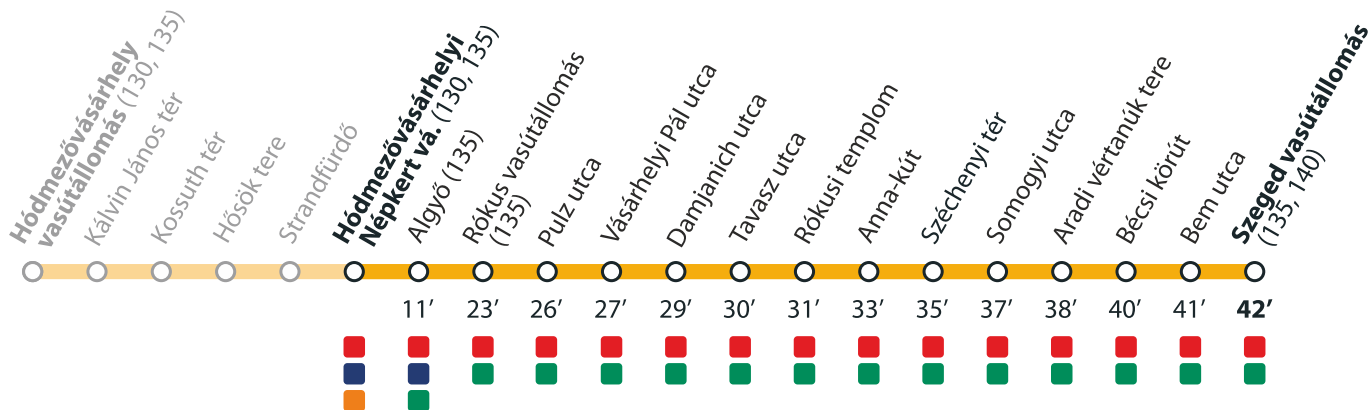 Hódmezővásárhely
vasútállomás (130, 135)
Kálvin János tér
Kossuth tér
Hősök tere
Strandfürdő
Hódmezővásárhelyi
Népkert vá. (130, 135)
Algyő (135)
Rókus vasútállomás
(135)
Pulz utca
Vásárhelyi Pál utca
Damjanich utca
Tavasz utca
Rókusi templom
Anna-kút
Széchenyi tér
Somogyi utca
Aradi vértanúk tere
Bécsi körút
Bem utca
Szeged vasútállomás
(135, 140)
11′ 23′ 26′ 27′ 29′ 30′ 31′ 33′ 35′ 37′ 38′ 40′ 41′ 42′